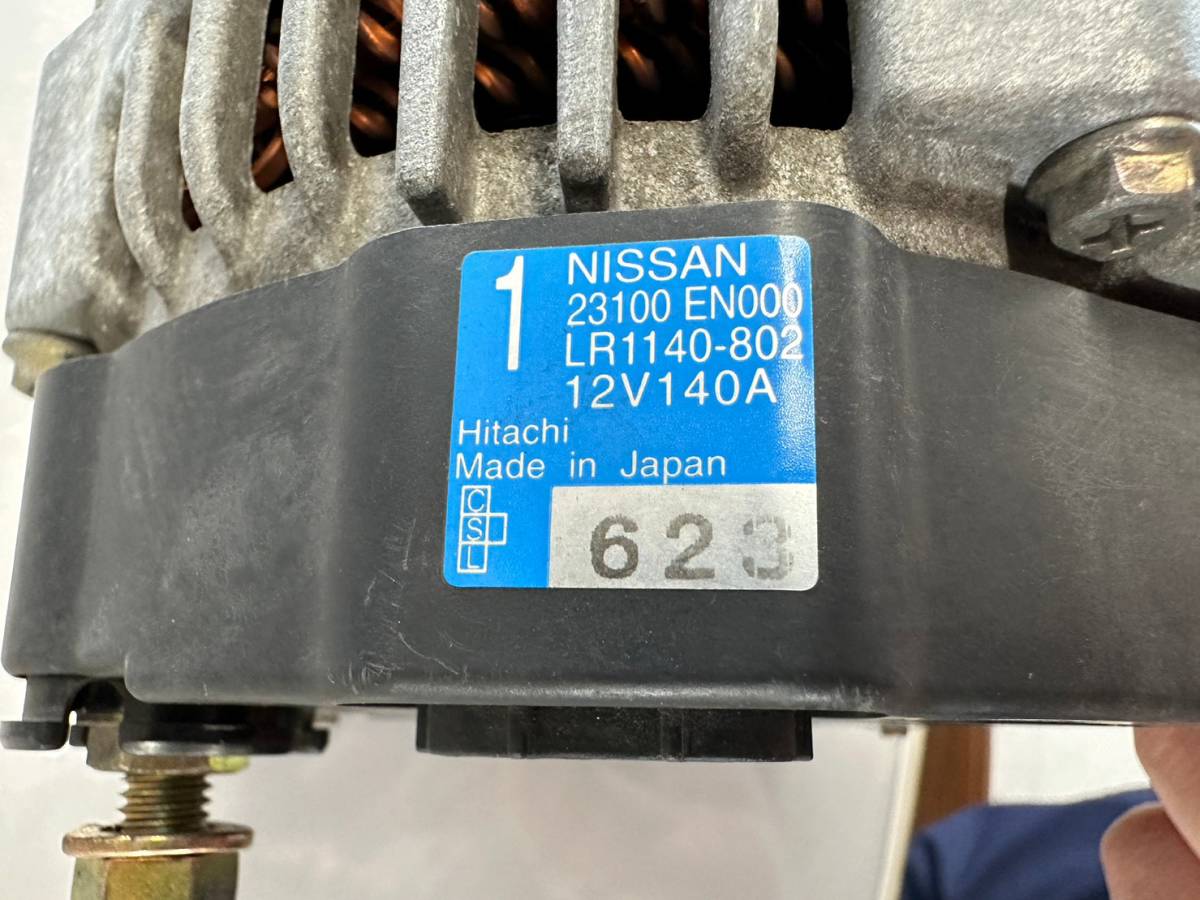 1
NISSAN
23100 EN000
LR1140-802
12V140A
Hitachi
Made in Japan
C
S
L
623